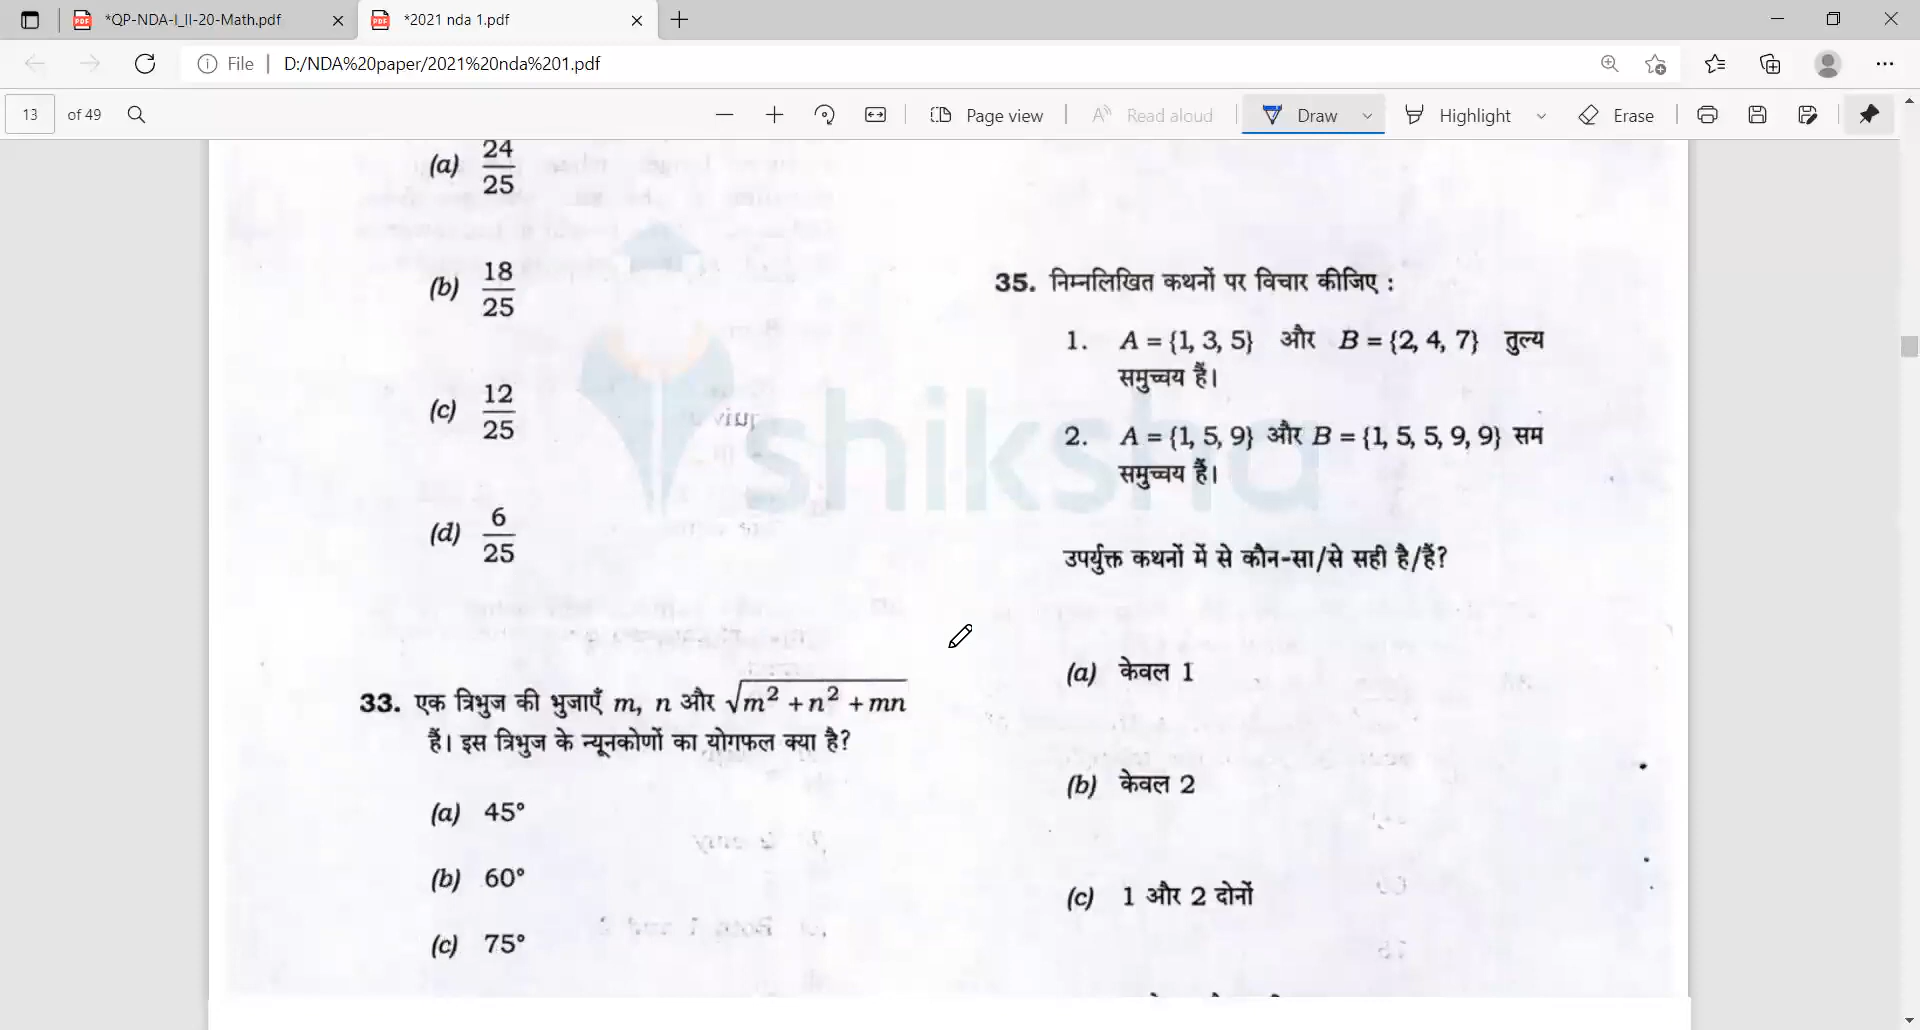 *QP-NDA-I_II-20-Math.pdf
*2021 nda 1.pdf
File
D:/NDA%20paper/2021%20nda%201.pdf
13 of 49
Page view
Read aloud
Draw
Highlight
Erase
(a) 24/25
(b) 18/25
(c) 12/25
(d) 6/25
33. एक त्रिभुज की भुजाएँ m, n और √(m² + n² + mn)
हैं। इस त्रिभुज के न्यूनकोणों का योगफल क्या है?
(a) 45°
(b) 60°
(c) 75°
35. निम्नलिखित कथनों पर विचार कीजिए :
1. A = {1, 3, 5} और B = {2, 4, 7} तुल्य
समुच्चय हैं।
2. A = {1, 5, 9} और B = {1, 5, 5, 9, 9} सम
समुच्चय हैं।
उपर्युक्त कथनों में से कौन-सा/से सही है/हैं?
(a) केवल 1
(b) केवल 2
(c) 1 और 2 दोनों
shiksha